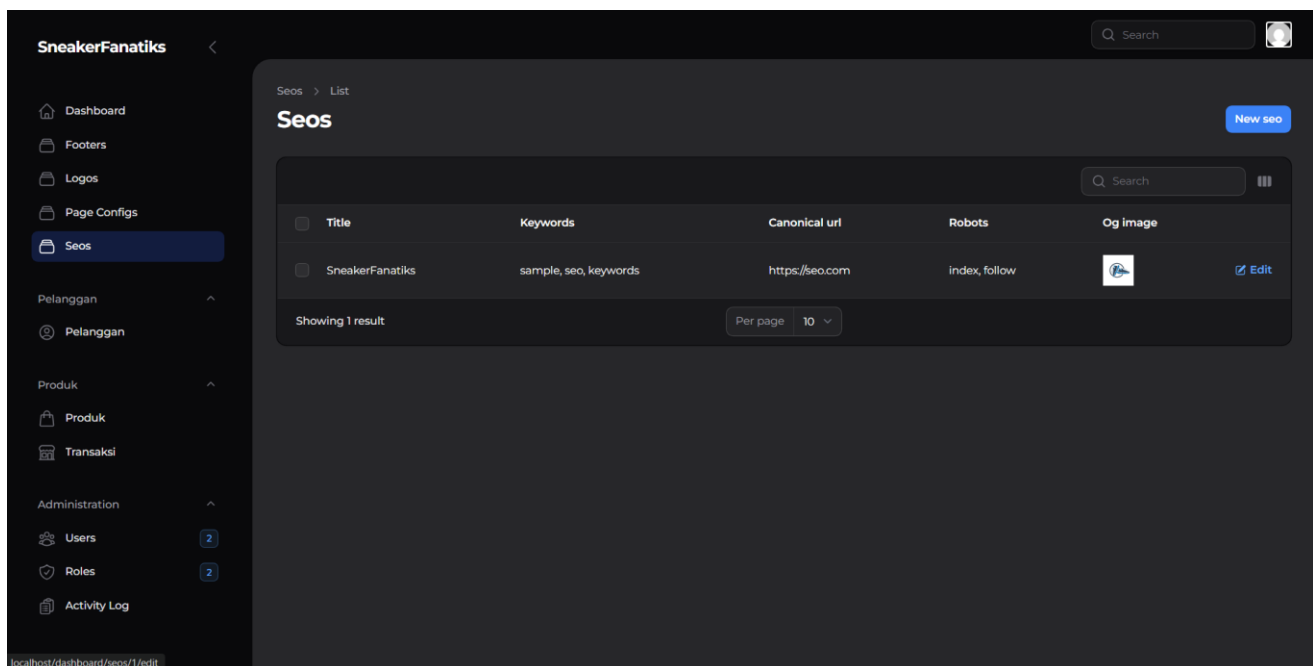 SneakerFanatiks
Search
Dashboard
Footers
Logos
Page Configs
Seos
Pelanggan
Pelanggan
Produk
Produk
Transaksi
Administration
Users 2
Roles 2
Activity Log
Seos > List
Seos
New seo
Search
Title Keywords Canonical url Robots Og image
SneakerFanatiks sample, seo, keywords https://seo.com index, follow Edit
Showing 1 result Per page 10
localhost/dashboard/seos/1/edit